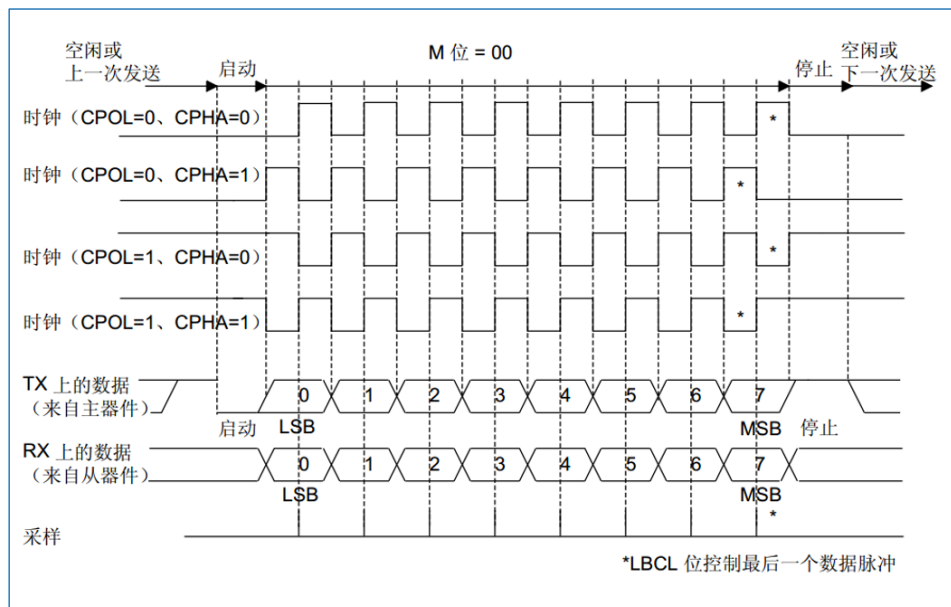 空闲或
上一次发送
启动
M 位 = 00
停止
空闲或
下一次发送
时钟（CPOL=0、CPHA=0）
*
时钟（CPOL=0、CPHA=1）
*
时钟（CPOL=1、CPHA=0）
*
时钟（CPOL=1、CPHA=1）
*
TX 上的数据
（来自主器件）
0 1 2 3 4 5 6 7
启动
LSB
MSB
停止
RX 上的数据
（来自从器件）
0 1 2 3 4 5 6 7
LSB
MSB
*
采样
*LBCL 位控制最后一个数据脉冲